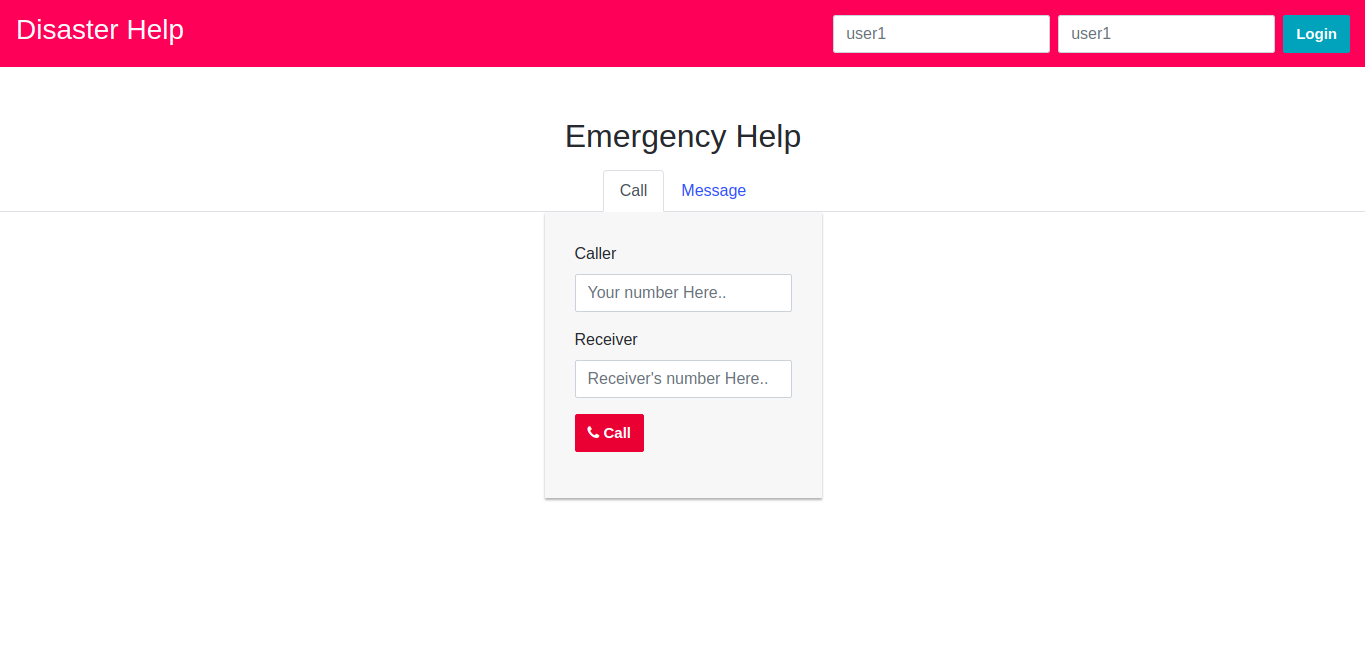 Disaster Help
user1
user1
Login
Emergency Help
Call
Message
Caller
Your number Here..
Receiver
Receiver's number Here..
Call